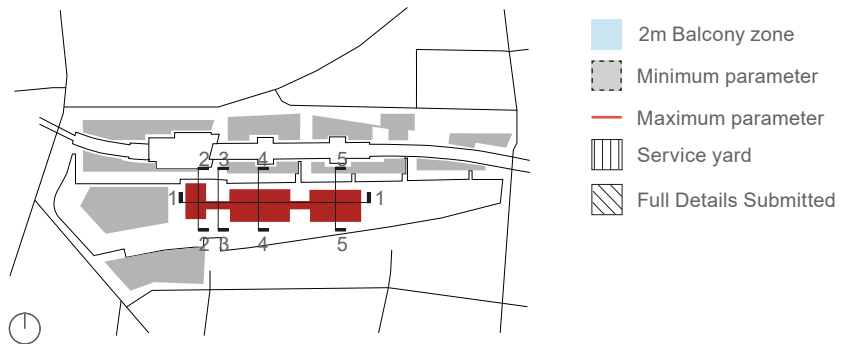 2m Balcony zone
Minimum parameter
Maximum parameter
Service yard
Full Details Submitted
2 3 4 5
1 1
2 3 4 5